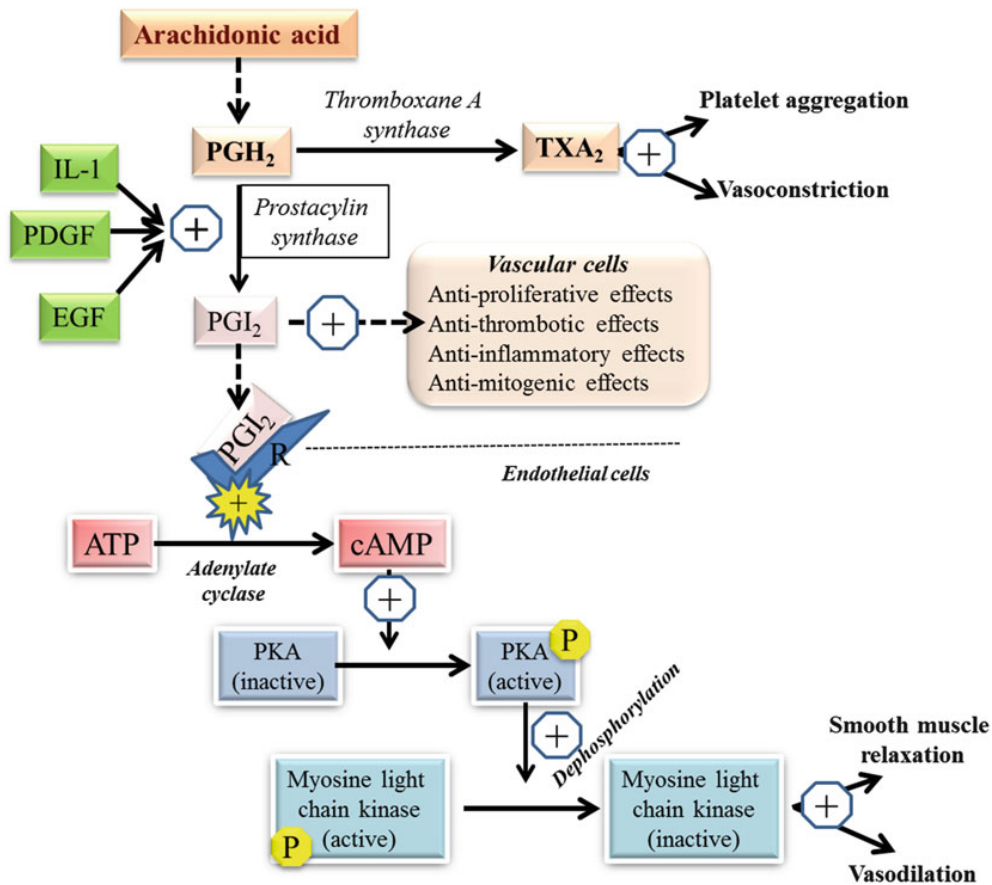 Arachidonic acid
Thromboxane A
synthase
Platelet aggregation
PGH₂
TXA₂
+
Vasoconstriction
IL-1
PDGF
EGF
+
Prostacylin
synthase
PGI₂
+
Vascular cells
Anti-proliferative effects
Anti-thrombotic effects
Anti-inflammatory effects
Anti-mitogenic effects
PGI₂
R
+
Endothelial cells
ATP
Adenylate
cyclase
cAMP
+
PKA
(inactive)
PKA
(active)
P
+
Dephosphorylation
Myosine light
chain kinase
(active)
P
Myosine light
chain kinase
(inactive)
+
Smooth muscle
relaxation
Vasodilation